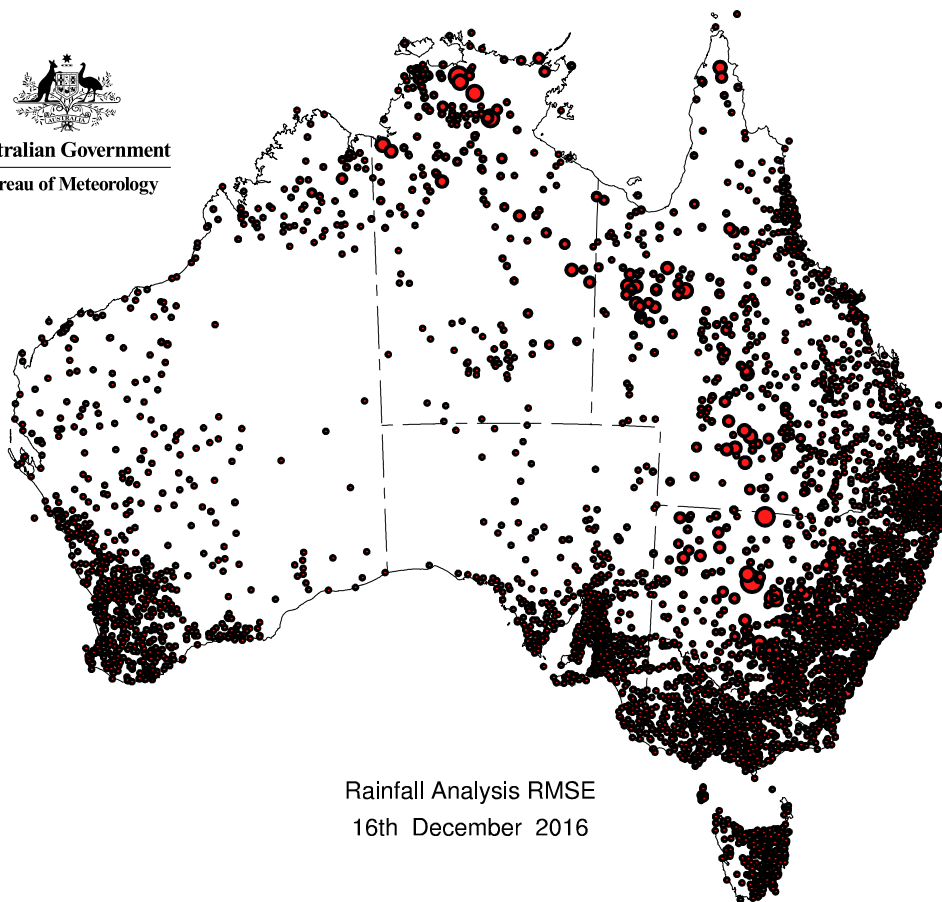 tralian Government
reau of Meteorology
Rainfall Analysis RMSE
16th December 2016